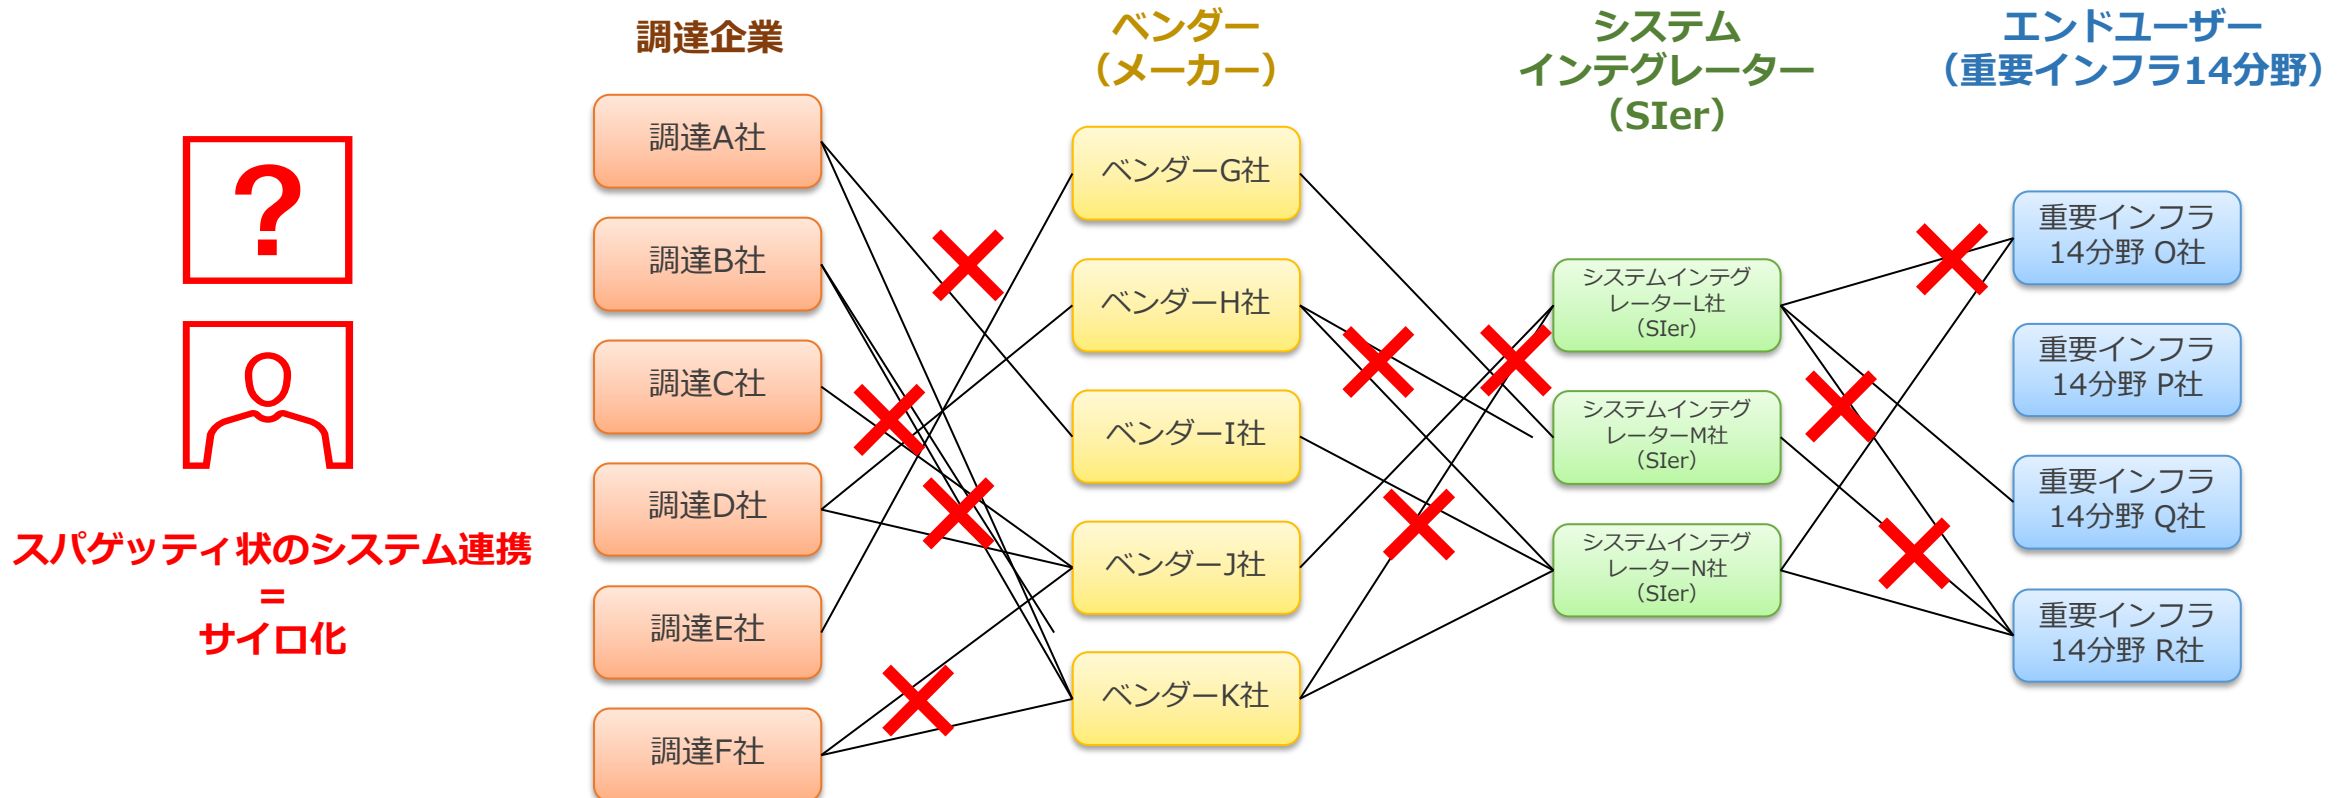 調達企業
ベンダー
（メーカー）
システム
インテグレーター
（SIer）
エンドユーザー
（重要インフラ14分野）
?
スパゲッティ状のシステム連携
=
サイロ化
調達A社
調達B社
調達C社
調達D社
調達E社
調達F社
ベンダーG社
ベンダーH社
ベンダーI社
ベンダーJ社
ベンダーK社
システムインテグ
レーターL社
（SIer）
システムインテグ
レーターM社
（SIer）
システムインテグ
レーターN社
（SIer）
重要インフラ
14分野 O社
重要インフラ
14分野 P社
重要インフラ
14分野 Q社
重要インフラ
14分野 R社